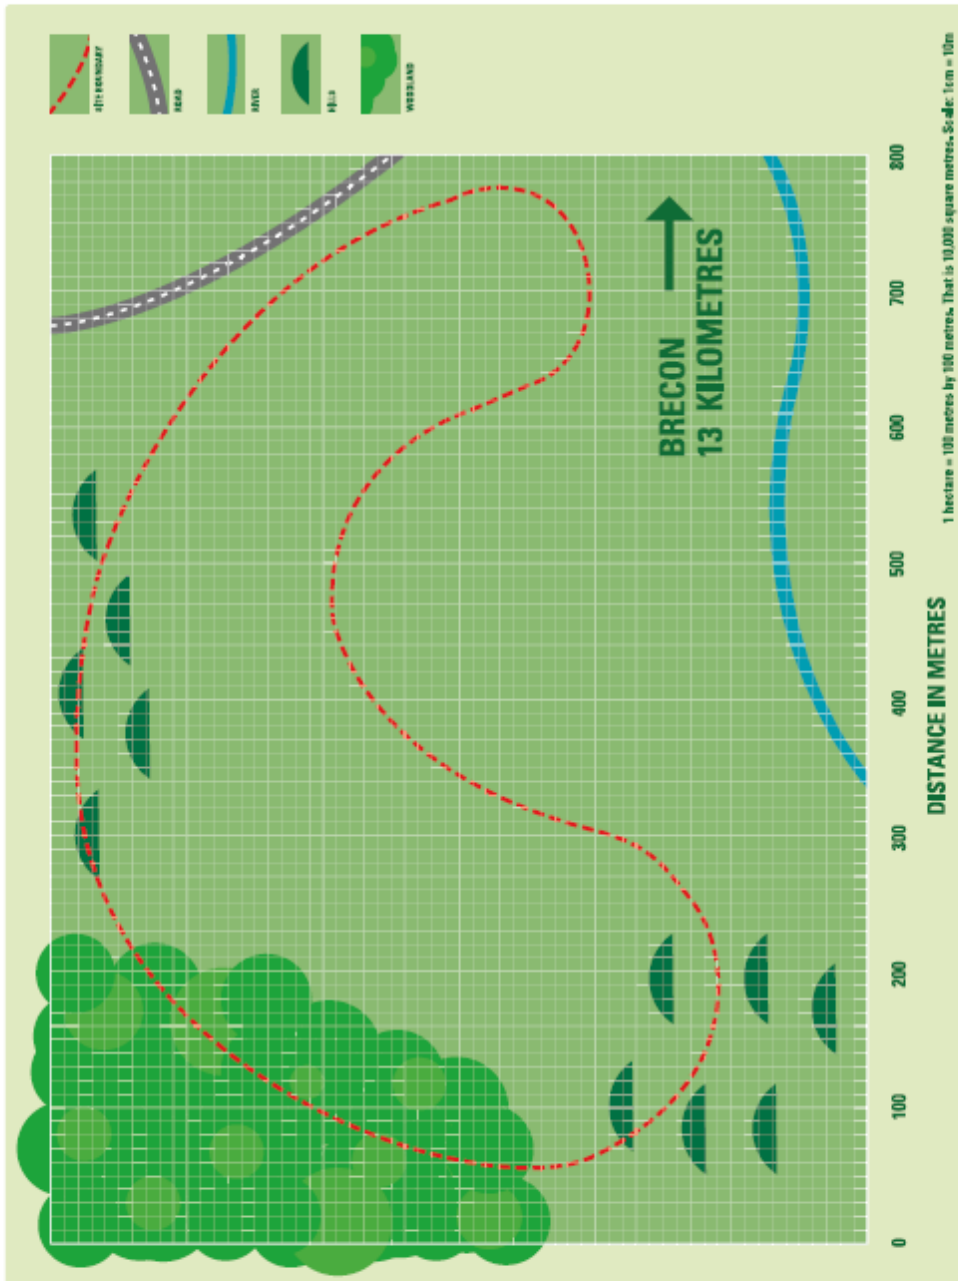 SITE BOUNDARY
ROAD
RIVER
HILLS
WOODLAND
BRECON
13 KILOMETRES
0
100
200
300
400
500
600
700
800
DISTANCE IN METRES
1 hectare = 100 metres by 100 metres. That is 10,000 square metres. Scale: 1cm = 10m